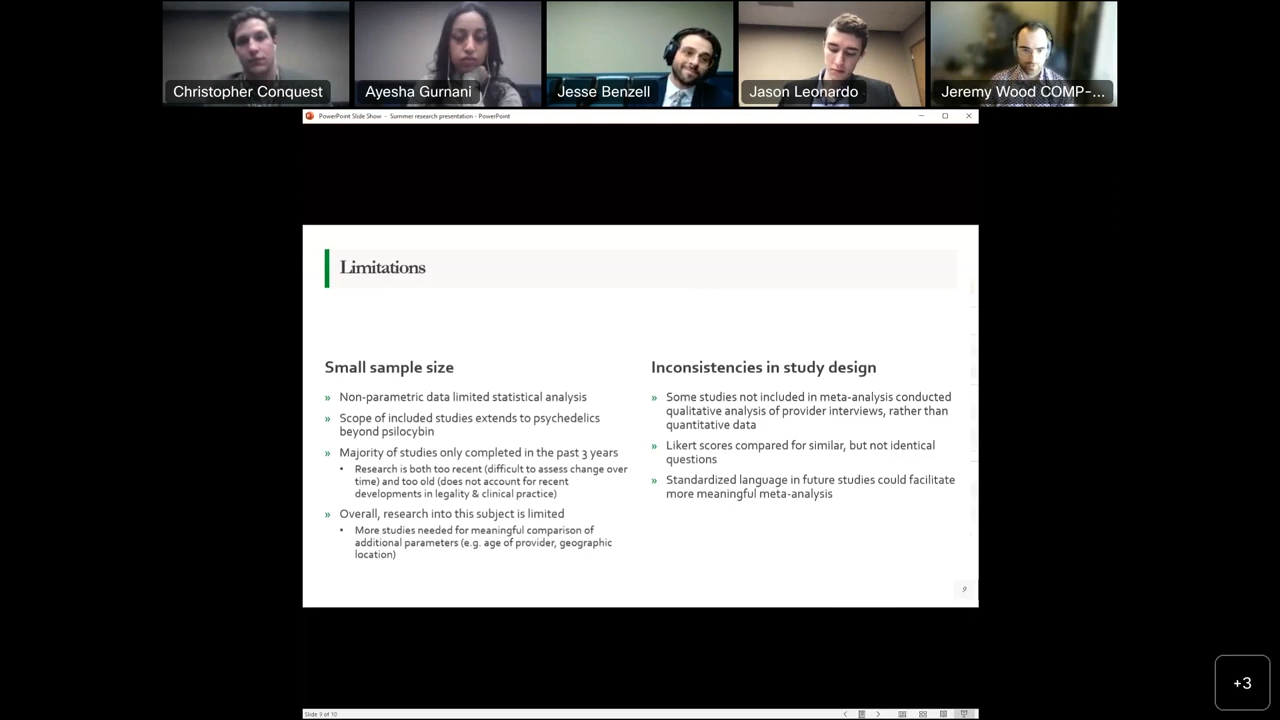 Christopher Conquest
Ayesha Gurnani
Jesse Benzell
Jason Leonardo
Jeremy Wood COMP-...
PowerPoint Slide Show - Summer research presentation - PowerPoint
Limitations
Small sample size
» Non-parametric data limited statistical analysis
» Scope of included studies extends to psychedelics
beyond psilocybin
» Majority of studies only completed in the past 3 years
• Research is both too recent (difficult to assess change over
time) and too old (does not account for recent
developments in legality & clinical practice)
» Overall, research into this subject is limited
• More studies needed for meaningful comparison of
additional parameters (e.g. age of provider, geographic
location)
Inconsistencies in study design
» Some studies not included in meta-analysis conducted
qualitative analysis of provider interviews, rather than
quantitative data
» Likert scores compared for similar, but not identical
questions
» Standardized language in future studies could facilitate
more meaningful meta-analysis
9
+3
Slide 9 of 10